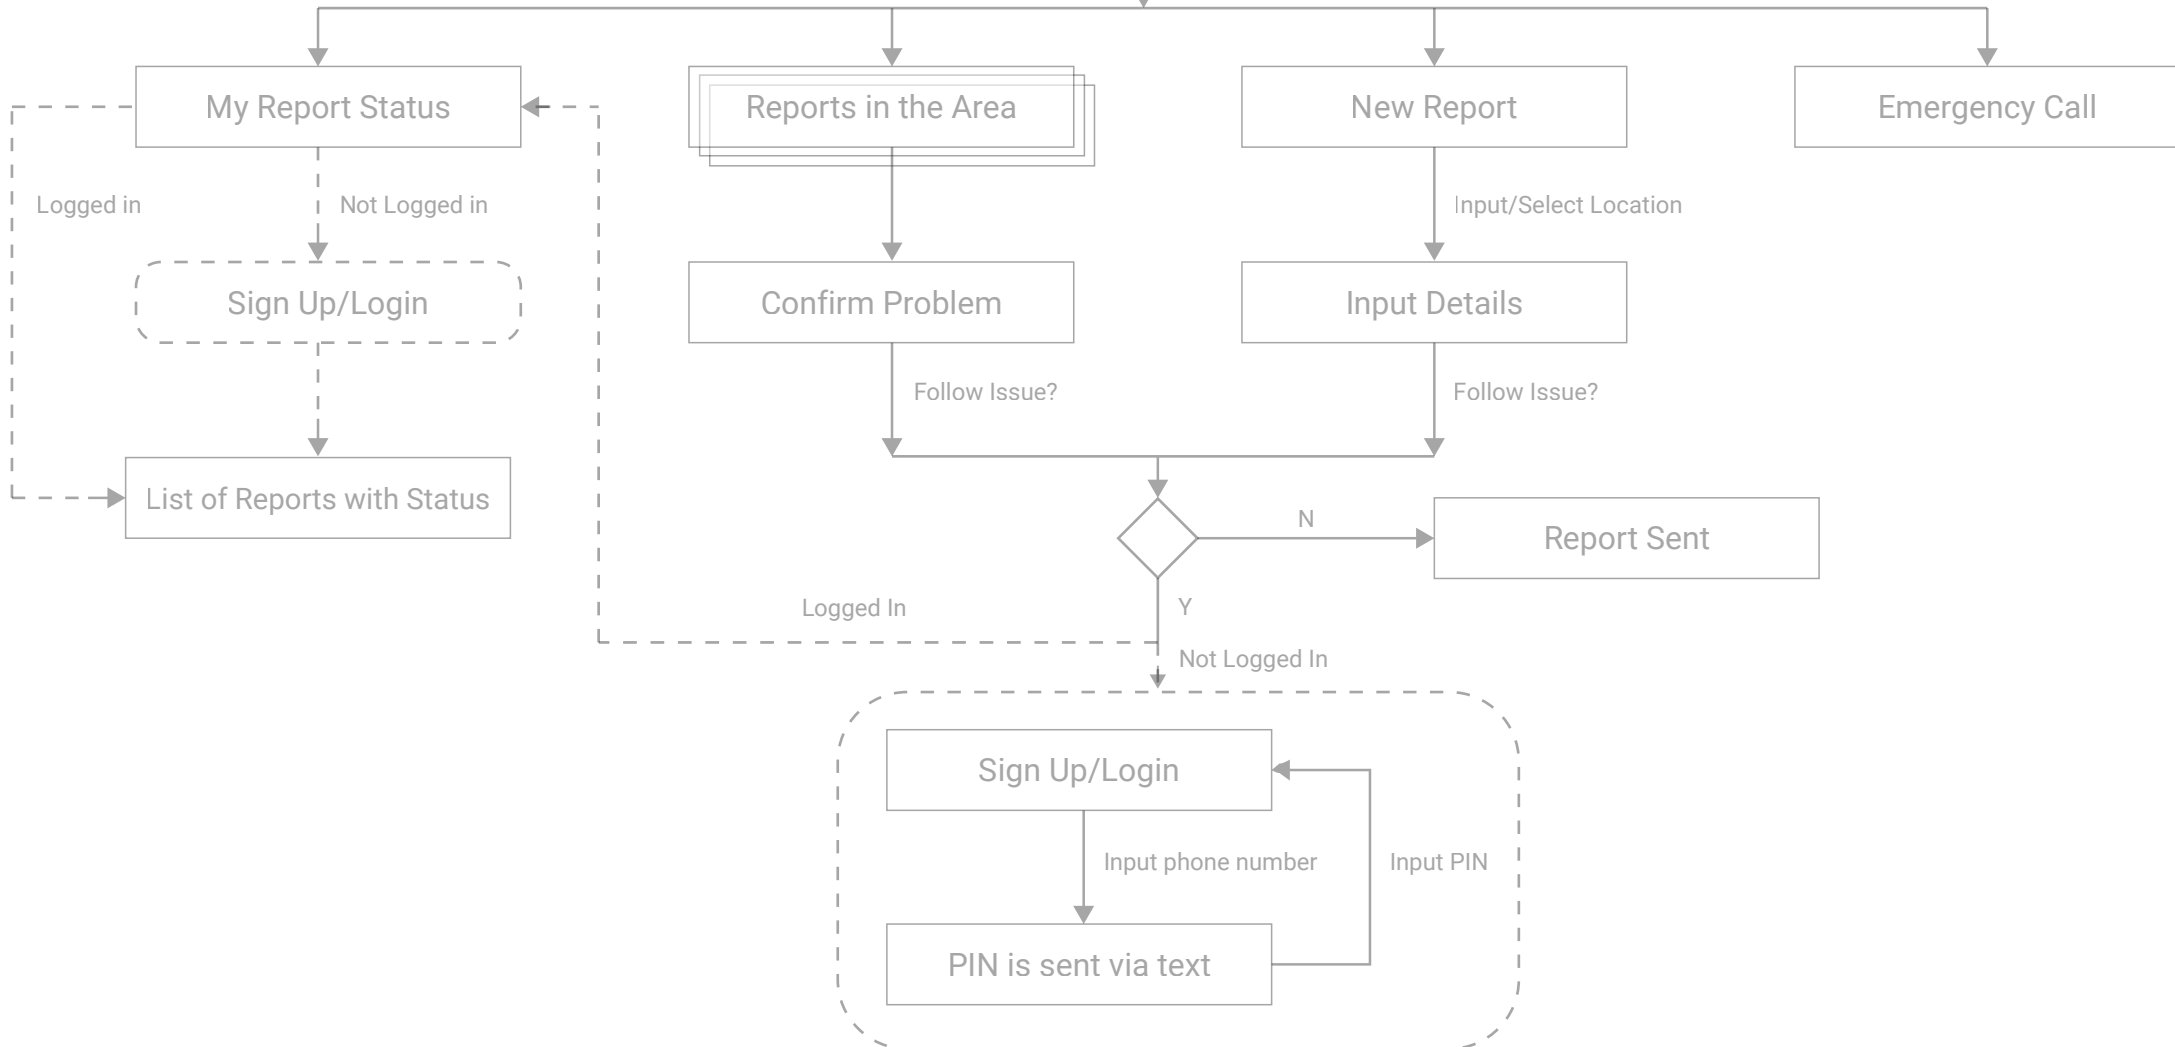 My Report Status
Reports in the Area
New Report
Emergency Call
Logged in
Not Logged in
Input/Select Location
Sign Up/Login
Confirm Problem
Input Details
Follow Issue?
Follow Issue?
List of Reports with Status
N
Report Sent
Logged In
Y
Not Logged In
Sign Up/Login
Input phone number
Input PIN
PIN is sent via text